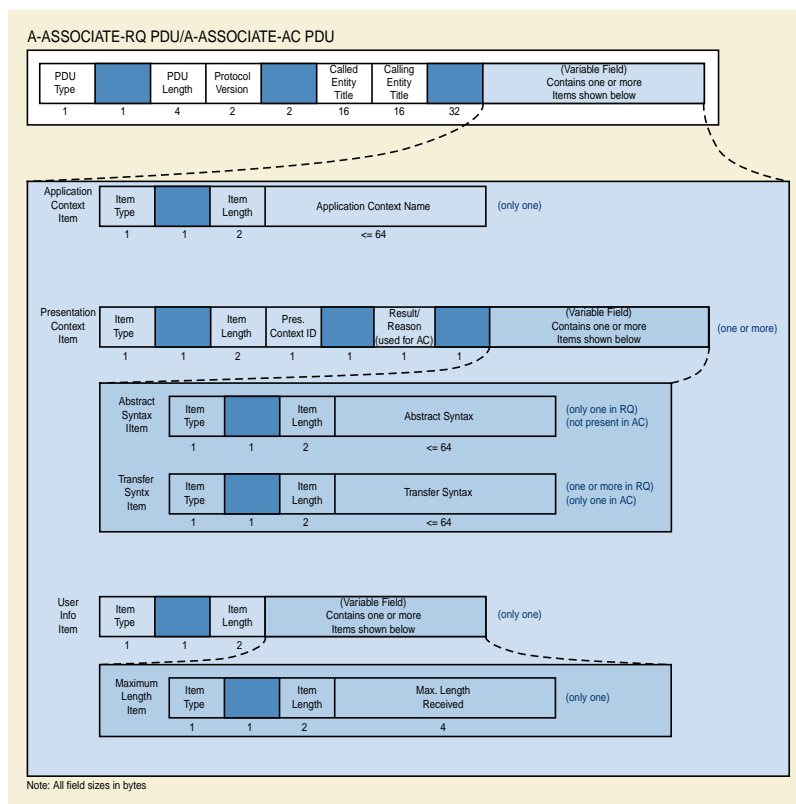 A-ASSOCIATE-RQ PDU/A-ASSOCIATE-AC PDU
PDU Type
PDU Length
Protocol Version
Called Entity Title
Calling Entity Title
(Variable Field)
Contains one or more
Items shown below
1 1 4 2 2 16 16 32
Application Context Item
Item Type
Item Length
Application Context Name
(only one)
1 1 2 <= 64
Presentation Context Item
Item Type
Item Length
Pres. Context ID
Result/ Reason (used for AC)
(Variable Field)
Contains one or more
Items shown below
(one or more)
1 1 2 1 1 1 1
Abstract Syntax IItem
Item Type
Item Length
Abstract Syntax
(only one in RQ)
(not present in AC)
1 1 2 <= 64
Transfer Syntx Item
Item Type
Item Length
Transfer Syntax
(one or more in RQ)
(only one in AC)
1 1 2 <= 64
User Info Item
Item Type
Item Length
(Variable Field)
Contains one or more
Items shown below
(only one)
1 1 2
Maximum Length Item
Item Type
Item Length
Max. Length Received
(only one)
1 1 2 4
Note: All field sizes in bytes